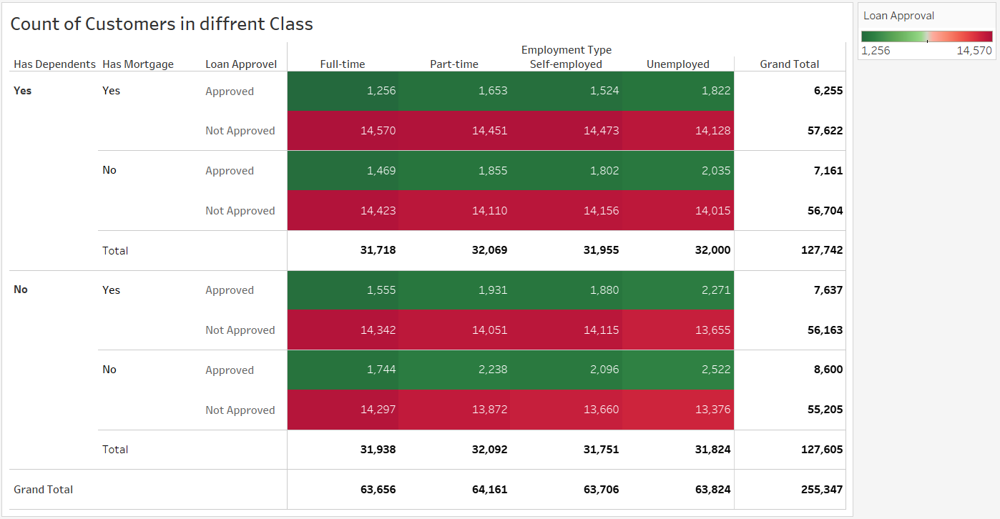 Count of Customers in diffrent Class
Loan Approval
1,256 14,570
Employment Type
Has Dependents Has Mortgage Loan Approvel Full-time Part-time Self-employed Unemployed Grand Total
Yes Yes Approved 1,256 1,653 1,524 1,822 6,255
Not Approved 14,570 14,451 14,473 14,128 57,622
No Approved 1,469 1,855 1,802 2,035 7,161
Not Approved 14,423 14,110 14,156 14,015 56,704
Total 31,718 32,069 31,955 32,000 127,742
No Yes Approved 1,555 1,931 1,880 2,271 7,637
Not Approved 14,342 14,051 14,115 13,655 56,163
No Approved 1,744 2,238 2,096 2,522 8,600
Not Approved 14,297 13,872 13,660 13,376 55,205
Total 31,938 32,092 31,751 31,824 127,605
Grand Total 63,656 64,161 63,706 63,824 255,347